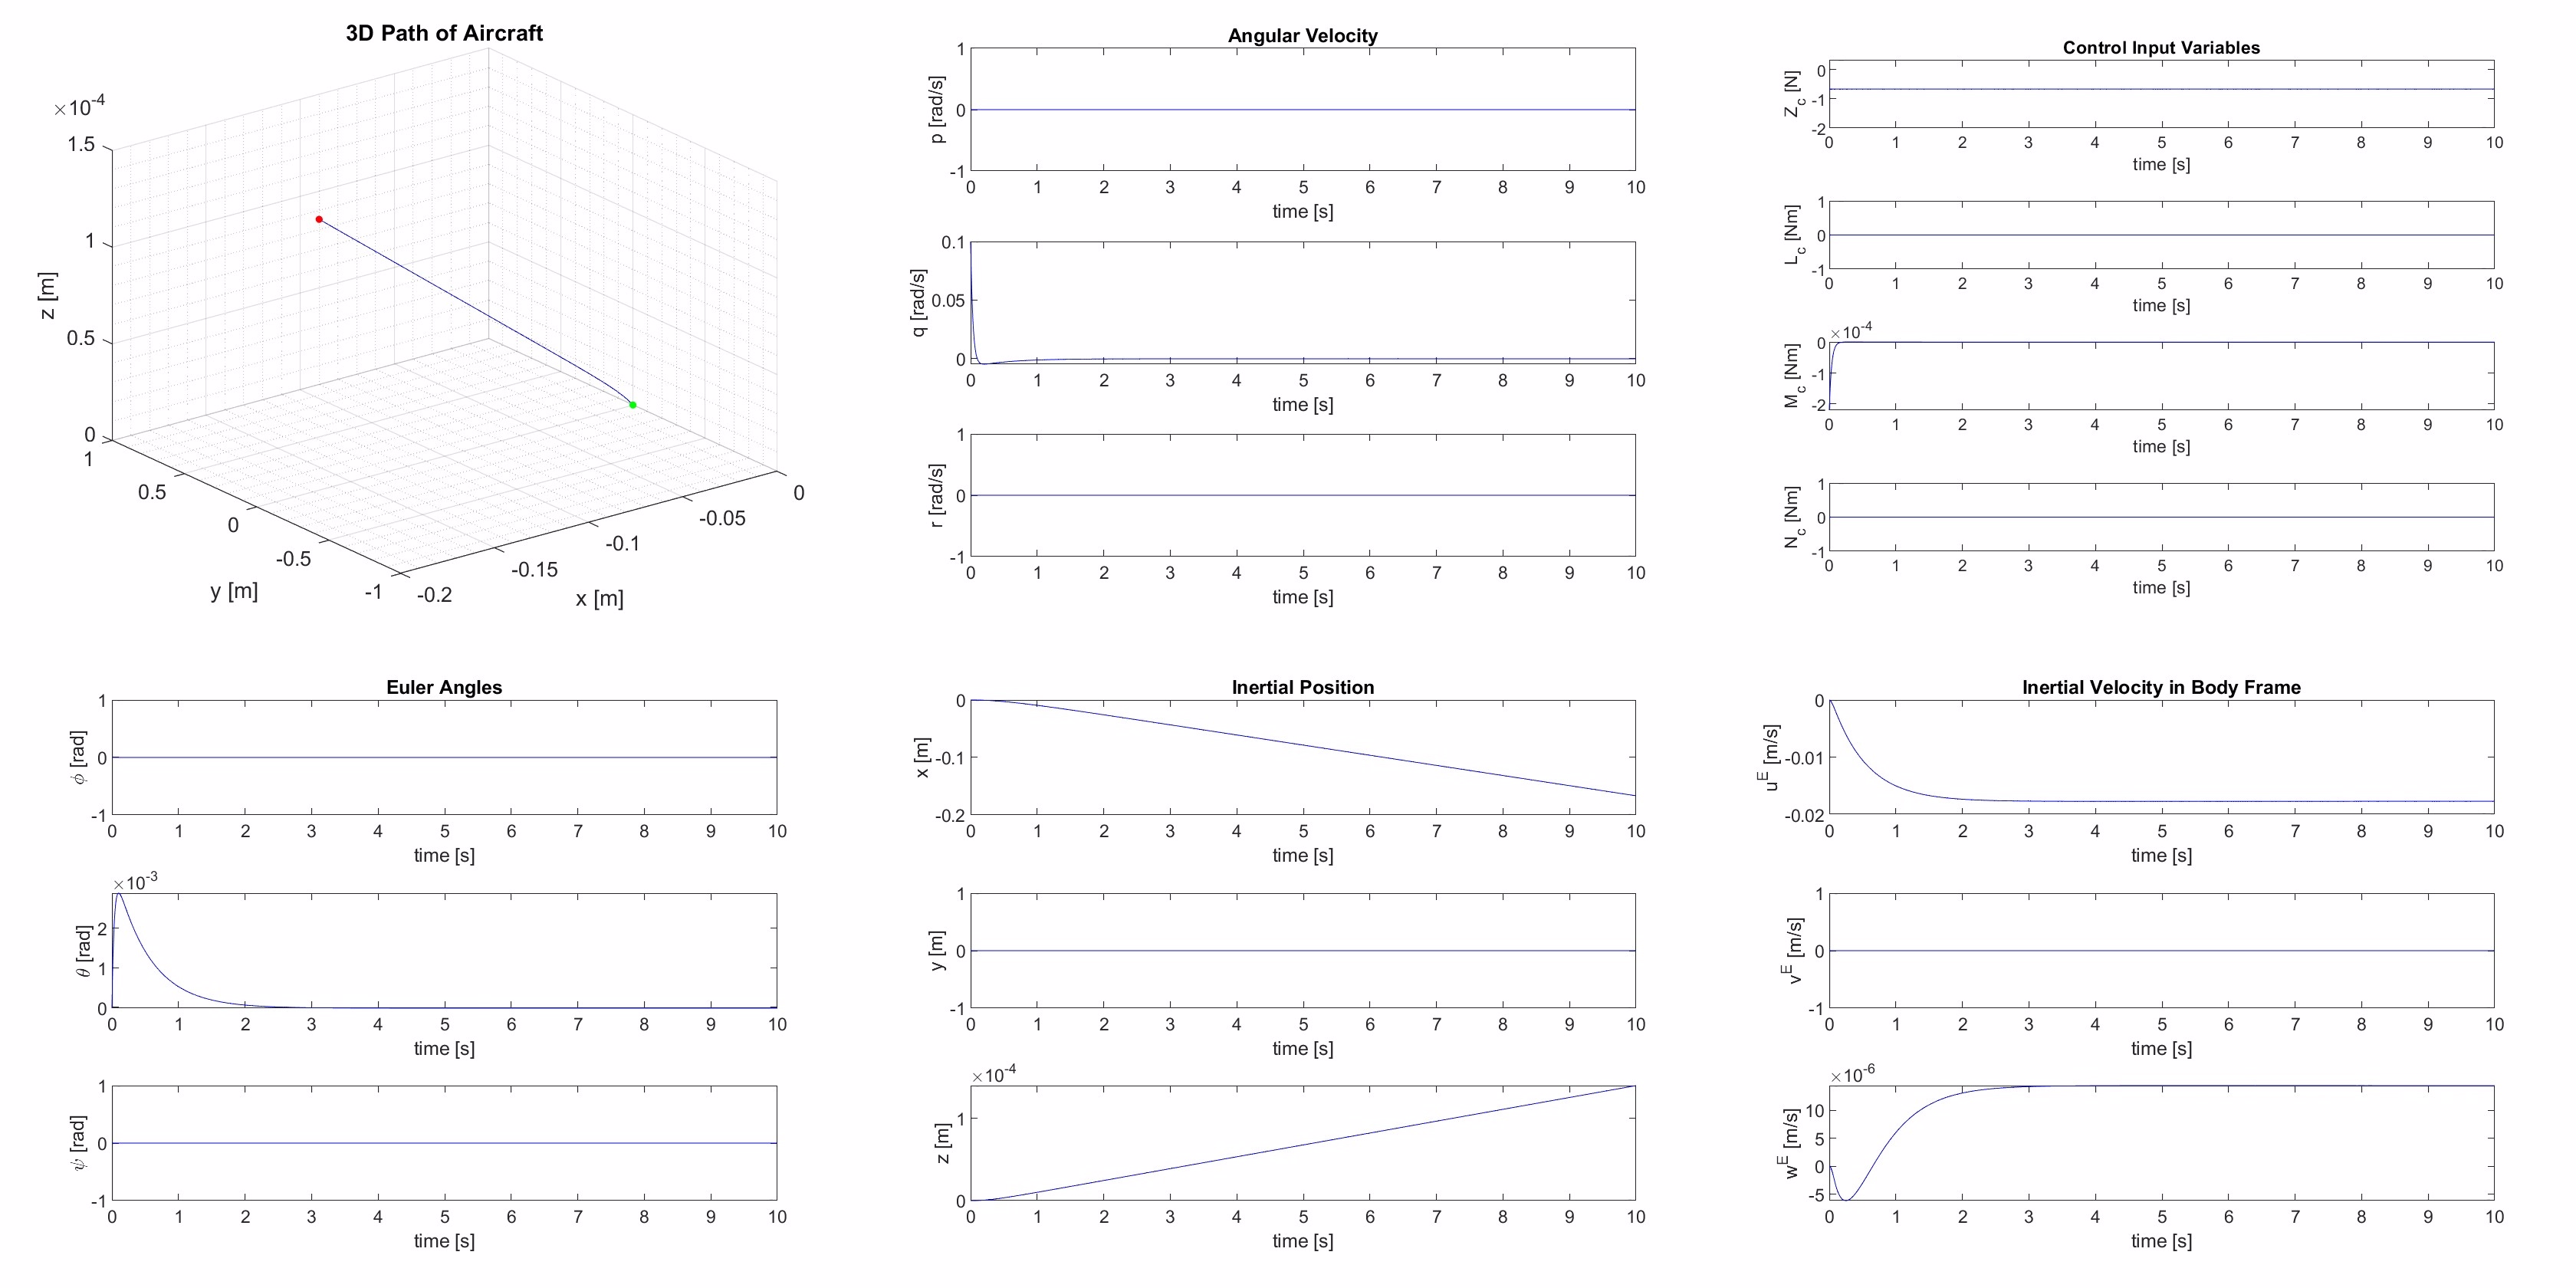 3D Path of Aircraft
×10-4
1.5
1
0.5
0
z [m]
1
0.5
0
-0.5
-1
y [m]
-0.2
-0.15
-0.1
-0.05
0
x [m]
Angular Velocity
1
0
-1
p [rad/s]
0 1 2 3 4 5 6 7 8 9 10
time [s]
0.1
0.05
0
q [rad/s]
0 1 2 3 4 5 6 7 8 9 10
time [s]
1
0
-1
r [rad/s]
0 1 2 3 4 5 6 7 8 9 10
time [s]
Control Input Variables
0
-1
-2
Zc [N]
0 1 2 3 4 5 6 7 8 9 10
time [s]
1
0
-1
Lc [Nm]
0 1 2 3 4 5 6 7 8 9 10
time [s]
×10-4
0
-1
-2
Mc [Nm]
0 1 2 3 4 5 6 7 8 9 10
time [s]
1
0
-1
Nc [Nm]
0 1 2 3 4 5 6 7 8 9 10
time [s]
Euler Angles
1
0
-1
ϕ [rad]
0 1 2 3 4 5 6 7 8 9 10
time [s]
×10-3
2
1
0
θ [rad]
0 1 2 3 4 5 6 7 8 9 10
time [s]
1
0
-1
ψ [rad]
0 1 2 3 4 5 6 7 8 9 10
time [s]
Inertial Position
0
-0.1
-0.2
x [m]
0 1 2 3 4 5 6 7 8 9 10
time [s]
1
0
-1
y [m]
0 1 2 3 4 5 6 7 8 9 10
time [s]
×10-4
1
0
z [m]
0 1 2 3 4 5 6 7 8 9 10
time [s]
Inertial Velocity in Body Frame
0
-0.01
-0.02
uE [m/s]
0 1 2 3 4 5 6 7 8 9 10
time [s]
1
0
-1
vE [m/s]
0 1 2 3 4 5 6 7 8 9 10
time [s]
×10-6
10
5
0
-5
wE [m/s]
0 1 2 3 4 5 6 7 8 9 10
time [s]